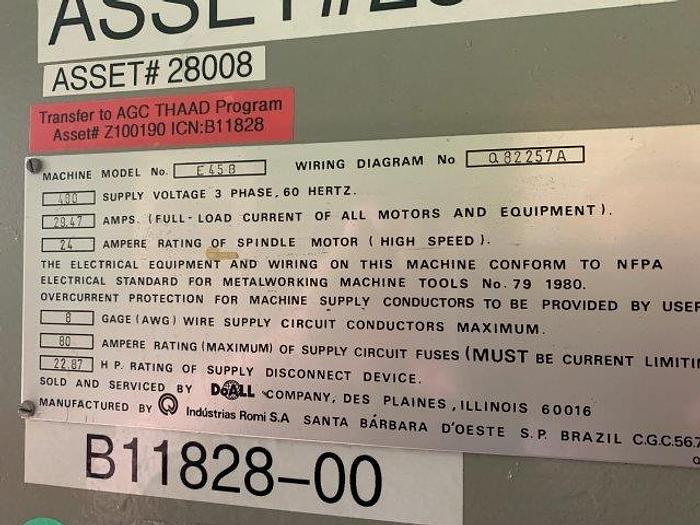 ASSET#
ASSET# 28008
Transfer to AGC THAAD Program
Asset# Z100190 ICN:B11828
MACHINE MODEL No. E45B WIRING DIAGRAM No Q82257A
480 SUPPLY VOLTAGE 3 PHASE, 60 HERTZ.
29.47 AMPS. (FULL-LOAD CURRENT OF ALL MOTORS AND EQUIPMENT).
24 AMPERE RATING OF SPINDLE MOTOR (HIGH SPEED).
THE ELECTRICAL EQUIPMENT AND WIRING ON THIS MACHINE CONFORM TO NFPA
ELECTRICAL STANDARD FOR METALWORKING MACHINE TOOLS No. 79 1980.
OVERCURRENT PROTECTION FOR MACHINE SUPPLY CONDUCTORS TO BE PROVIDED BY USER
8 GAGE (AWG) WIRE SUPPLY CIRCUIT CONDUCTORS MAXIMUM.
80 AMPERE RATING (MAXIMUM) OF SUPPLY CIRCUIT FUSES (MUST BE CURRENT LIMITIN
22.87 H P. RATING OF SUPPLY DISCONNECT DEVICE.
SOLD AND SERVICED BY DoALL COMPANY, DES PLAINES, ILLINOIS 60016
MANUFACTURED BY Indústrias Romi S.A SANTA BÁRBARA D'OESTE S.P. BRAZIL C.G.C.56.7
B11828-00